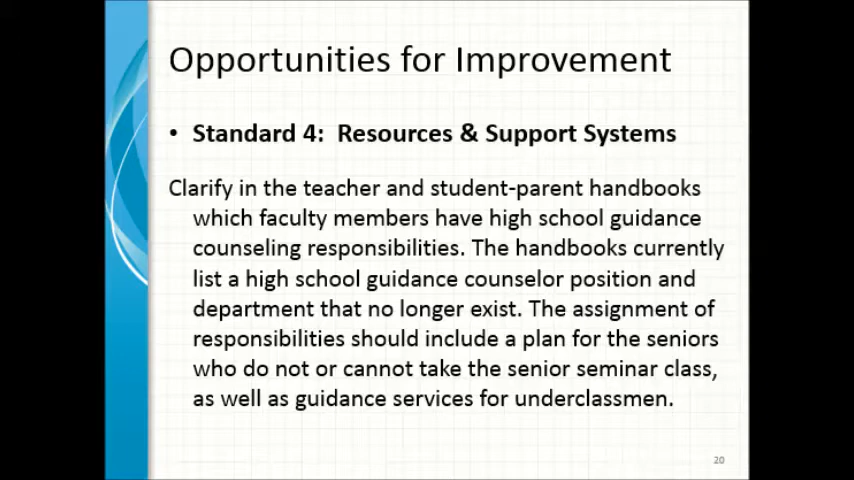 Opportunities for Improvement
• Standard 4: Resources & Support Systems
Clarify in the teacher and student-parent handbooks
which faculty members have high school guidance
counseling responsibilities. The handbooks currently
list a high school guidance counselor position and
department that no longer exist. The assignment of
responsibilities should include a plan for the seniors
who do not or cannot take the senior seminar class,
as well as guidance services for underclassmen.
20